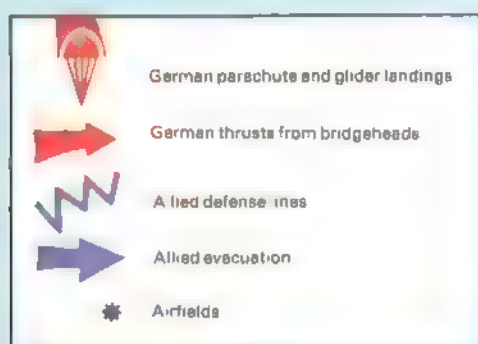 German parachute and glider landings
German thrusts from bridgeheads
Allied defense lines
Allied evacuation
Airfields